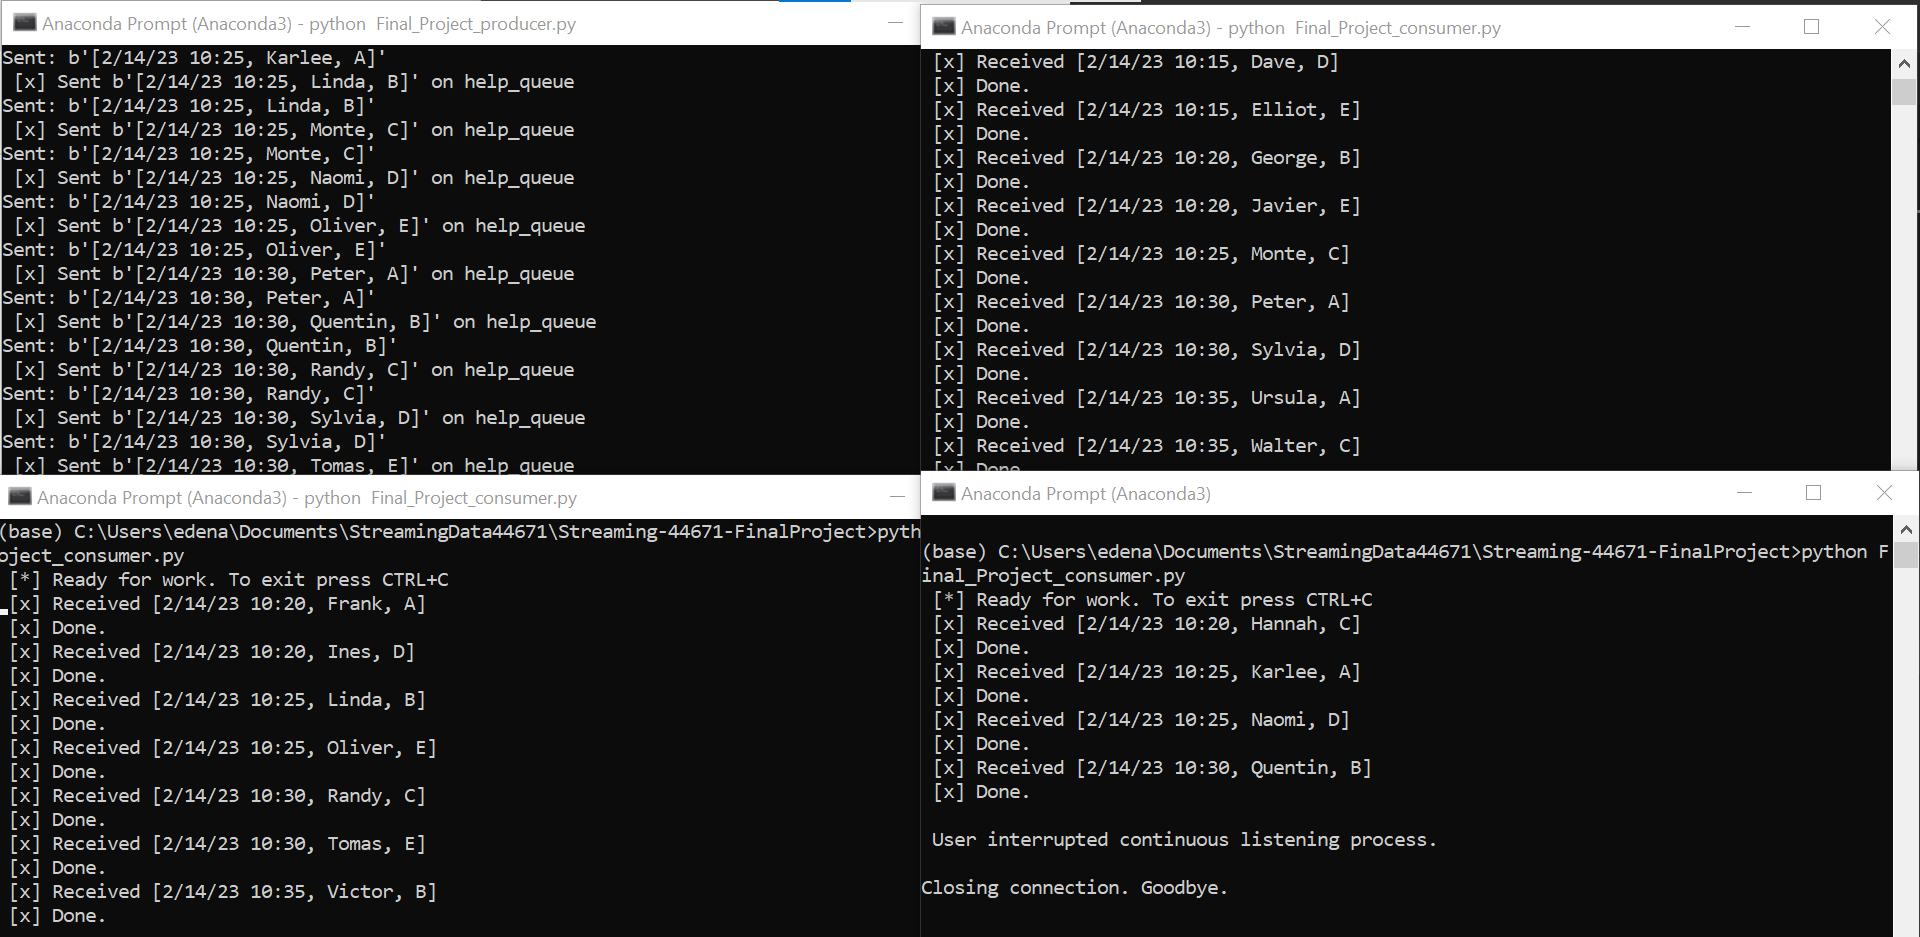 Anaconda Prompt (Anaconda3) - python  Final_Project_producer.py
Sent: b'[2/14/23 10:25, Karlee, A]'
[x] Sent b'[2/14/23 10:25, Linda, B]' on help_queue
Sent: b'[2/14/23 10:25, Linda, B]'
[x] Sent b'[2/14/23 10:25, Monte, C]' on help_queue
Sent: b'[2/14/23 10:25, Monte, C]'
[x] Sent b'[2/14/23 10:25, Naomi, D]' on help_queue
Sent: b'[2/14/23 10:25, Naomi, D]'
[x] Sent b'[2/14/23 10:25, Oliver, E]' on help_queue
Sent: b'[2/14/23 10:25, Oliver, E]'
[x] Sent b'[2/14/23 10:30, Peter, A]' on help_queue
Sent: b'[2/14/23 10:30, Peter, A]'
[x] Sent b'[2/14/23 10:30, Quentin, B]' on help_queue
Sent: b'[2/14/23 10:30, Quentin, B]'
[x] Sent b'[2/14/23 10:30, Randy, C]' on help_queue
Sent: b'[2/14/23 10:30, Randy, C]'
[x] Sent b'[2/14/23 10:30, Sylvia, D]' on help_queue
Sent: b'[2/14/23 10:30, Sylvia, D]'
[x] Sent b'[2/14/23 10:30, Tomas, E]' on help_queue
Anaconda Prompt (Anaconda3) - python  Final_Project_consumer.py
[x] Received [2/14/23 10:15, Dave, D]
[x] Done.
[x] Received [2/14/23 10:15, Elliot, E]
[x] Done.
[x] Received [2/14/23 10:20, George, B]
[x] Done.
[x] Received [2/14/23 10:20, Javier, E]
[x] Done.
[x] Received [2/14/23 10:25, Monte, C]
[x] Done.
[x] Received [2/14/23 10:30, Peter, A]
[x] Done.
[x] Received [2/14/23 10:30, Sylvia, D]
[x] Done.
[x] Received [2/14/23 10:35, Ursula, A]
[x] Done.
[x] Received [2/14/23 10:35, Walter, C]
[x] Done
Anaconda Prompt (Anaconda3) - python  Final_Project_consumer.py
(base) C:\Users\edena\Documents\StreamingData44671\Streaming-44671-FinalProject>pyth
oject_consumer.py
[*] Ready for work. To exit press CTRL+C
[x] Received [2/14/23 10:20, Frank, A]
[x] Done.
[x] Received [2/14/23 10:20, Ines, D]
[x] Done.
[x] Received [2/14/23 10:25, Linda, B]
[x] Done.
[x] Received [2/14/23 10:25, Oliver, E]
[x] Done.
[x] Received [2/14/23 10:30, Randy, C]
[x] Done.
[x] Received [2/14/23 10:30, Tomas, E]
[x] Done.
[x] Received [2/14/23 10:35, Victor, B]
[x] Done.
Anaconda Prompt (Anaconda3)
(base) C:\Users\edena\Documents\StreamingData44671\Streaming-44671-FinalProject>python F
inal_Project_consumer.py
[*] Ready for work. To exit press CTRL+C
[x] Received [2/14/23 10:20, Hannah, C]
[x] Done.
[x] Received [2/14/23 10:25, Karlee, A]
[x] Done.
[x] Received [2/14/23 10:25, Naomi, D]
[x] Done.
[x] Received [2/14/23 10:30, Quentin, B]
[x] Done.
User interrupted continuous listening process.
Closing connection. Goodbye.